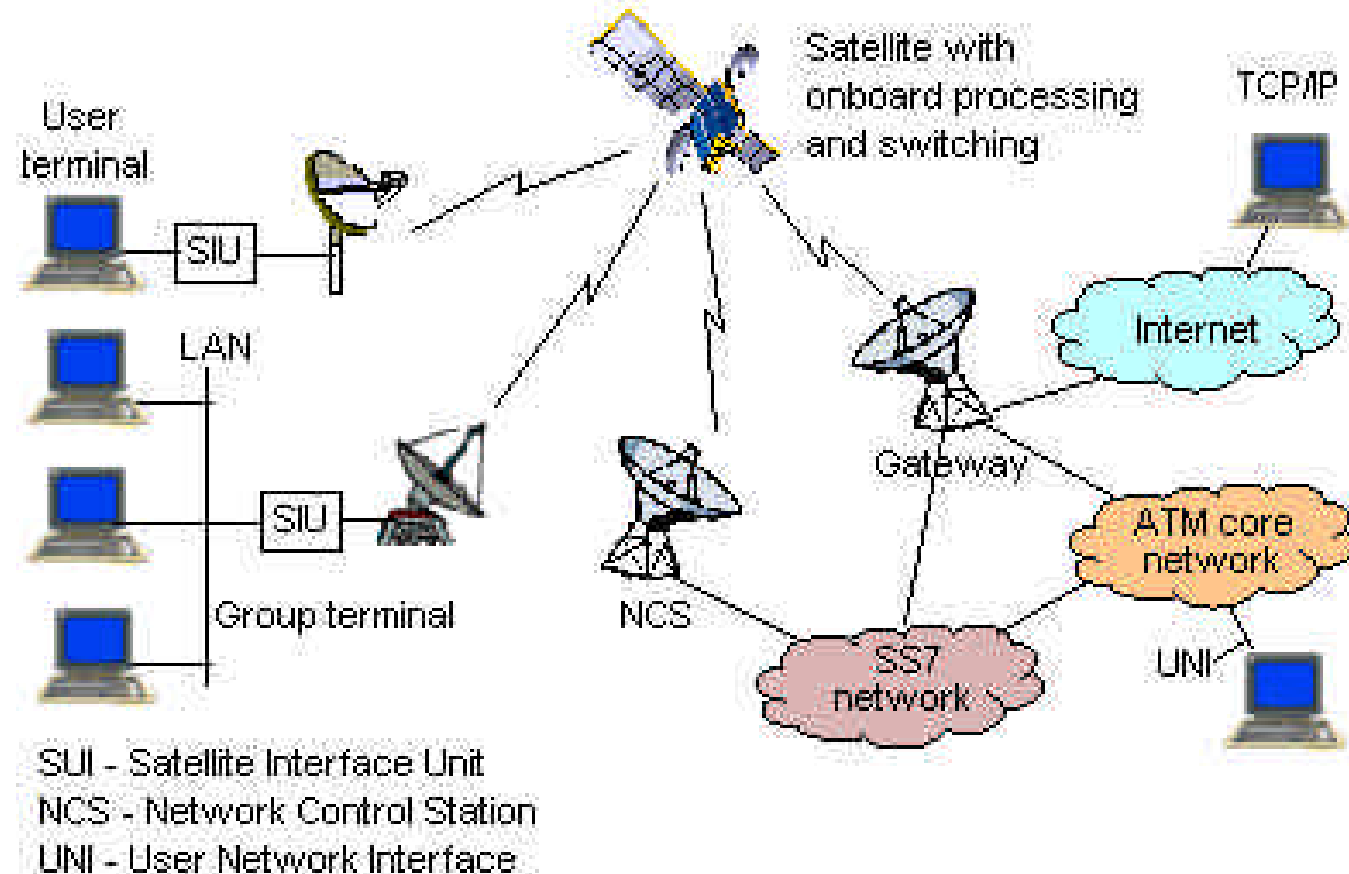 Satellite with
onboard processing
and switching
TCP/IP
User
terminal
SIU
Internet
LAN
Gateway
SIU
ATM core
network
Group terminal
NCS
SS7
network
UNI
SUI - Satellite Interface Unit
NCS - Network Control Station
UNI - User Network Interface